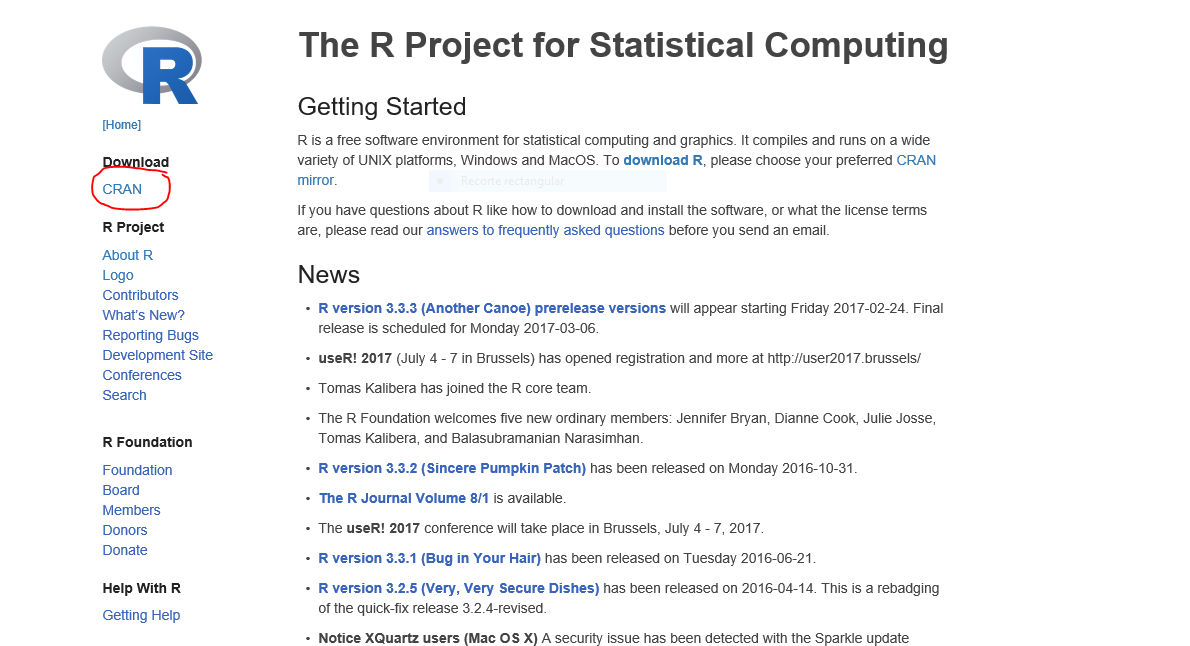 R
The R Project for Statistical Computing
[Home]
Download
CRAN
R Project
About R
Logo
Contributors
What's New?
Reporting Bugs
Development Site
Conferences
Search
R Foundation
Foundation
Board
Members
Donors
Donate
Help With R
Getting Help
Getting Started
R is a free software environment for statistical computing and graphics. It compiles and runs on a wide
variety of UNIX platforms, Windows and MacOS. To download R, please choose your preferred CRAN
mirror.
Recorte rectangular
If you have questions about R like how to download and install the software, or what the license terms
are, please read our answers to frequently asked questions before you send an email.
News
• R version 3.3.3 (Another Canoe) prerelease versions will appear starting Friday 2017-02-24. Final
release is scheduled for Monday 2017-03-06.
• useR! 2017 (July 4 - 7 in Brussels) has opened registration and more at http://user2017.brussels/
• Tomas Kalibera has joined the R core team.
• The R Foundation welcomes five new ordinary members: Jennifer Bryan, Dianne Cook, Julie Josse,
Tomas Kalibera, and Balasubramanian Narasimhan.
• R version 3.3.2 (Sincere Pumpkin Patch) has been released on Monday 2016-10-31.
• The R Journal Volume 8/1 is available.
• The useR! 2017 conference will take place in Brussels, July 4 - 7, 2017.
• R version 3.3.1 (Bug in Your Hair) has been released on Tuesday 2016-06-21.
• R version 3.2.5 (Very, Very Secure Dishes) has been released on 2016-04-14. This is a rebadging
of the quick-fix release 3.2.4-revised.
• Notice XQuartz users (Mac OS X) A security issue has been detected with the Sparkle update